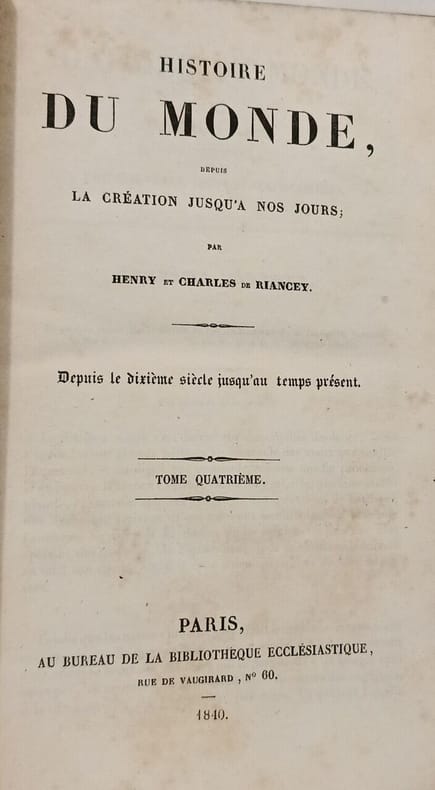 HISTOIRE
DU MONDE,
DEPUIS
LA CRÉATION JUSQU'A NOS JOURS;
PAR
HENRY ET CHARLES DE RIANCEY.
Depuis le dixième siècle jusqu'au temps présent.
TOME QUATRIÈME.
PARIS,
AU BUREAU DE LA BIBLIOTHÈQUE ECCLÉSIASTIQUE,
RUE DE VAUGIRARD, Nº 60.
1840.